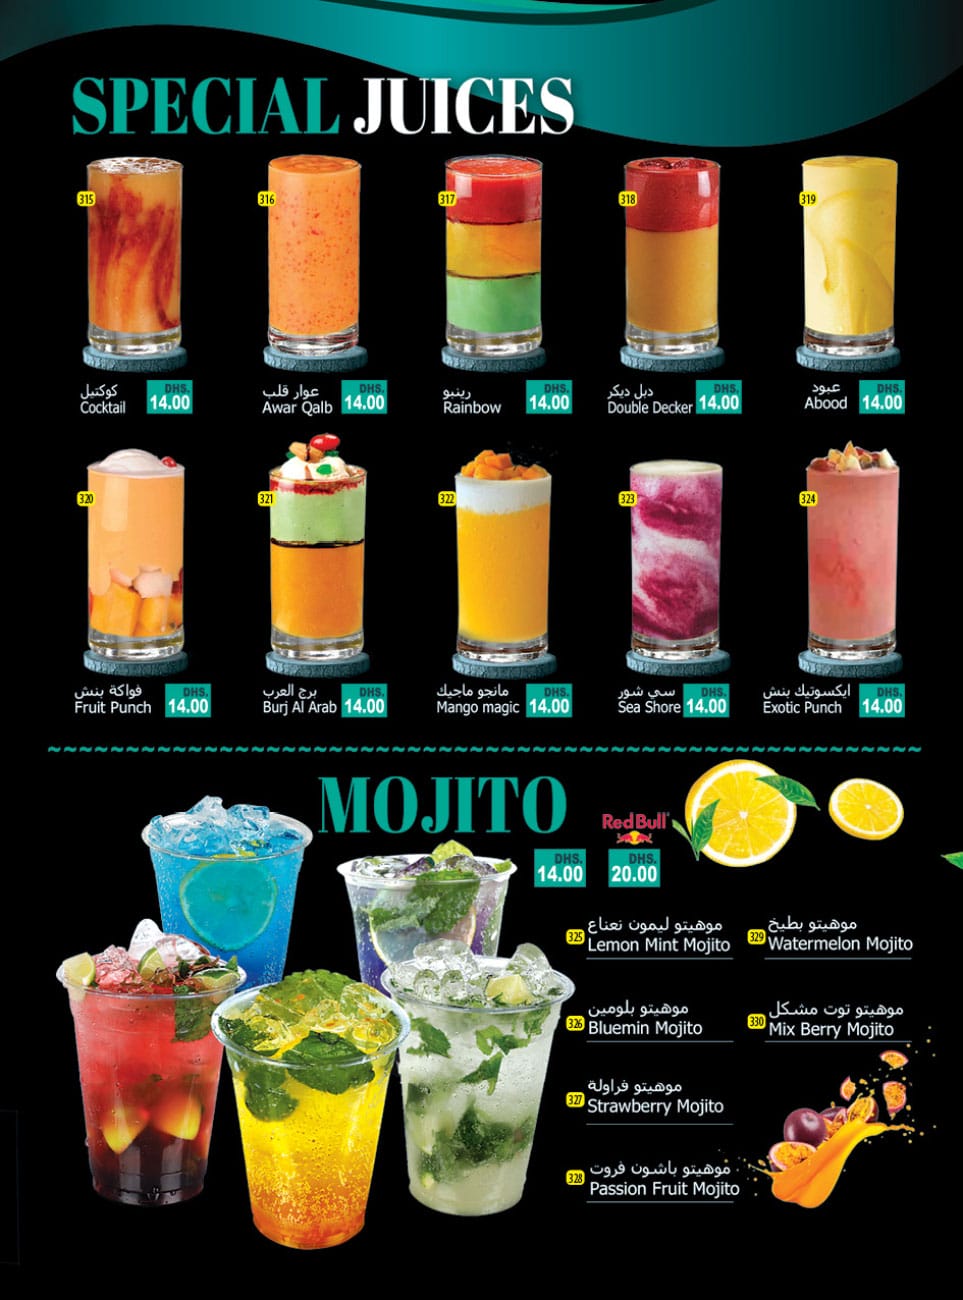 SPECIAL JUICES
315
316
317
318
319
كوكتيل
Cocktail
DHS.
14.00
عوار قلب
Awar Qalb
DHS.
14.00
رينبو
Rainbow
DHS.
14.00
دبل ديكر
Double Decker
DHS.
14.00
عبود
Abood
DHS.
14.00
320
321
322
323
324
فواكة بنش
Fruit Punch
DHS.
14.00
برج العرب
Burj Al Arab
DHS.
14.00
مانجو ماجيك
Mango magic
DHS.
14.00
سي شور
Sea Shore
DHS.
14.00
ايكسوتيك بنش
Exotic Punch
DHS.
14.00
MOJITO
DHS.
14.00
RedBull
DHS.
20.00
325
موهيتو ليمون نعناع
Lemon Mint Mojito
329
موهيتو بطيخ
Watermelon Mojito
326
موهيتو بلومين
Bluemin Mojito
330
موهيتو توت مشكل
Mix Berry Mojito
327
موهيتو فراولة
Strawberry Mojito
328
موهيتو باشون فروت
Passion Fruit Mojito